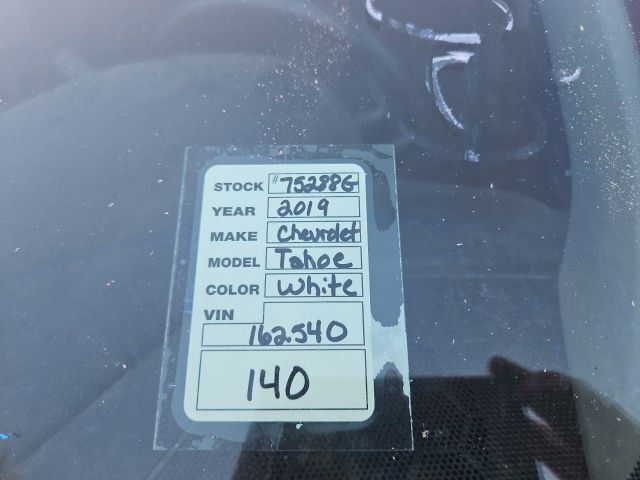 STOCK #75288G
YEAR 2019
MAKE Chevrolet
MODEL Tahoe
COLOR White
VIN
162540
140